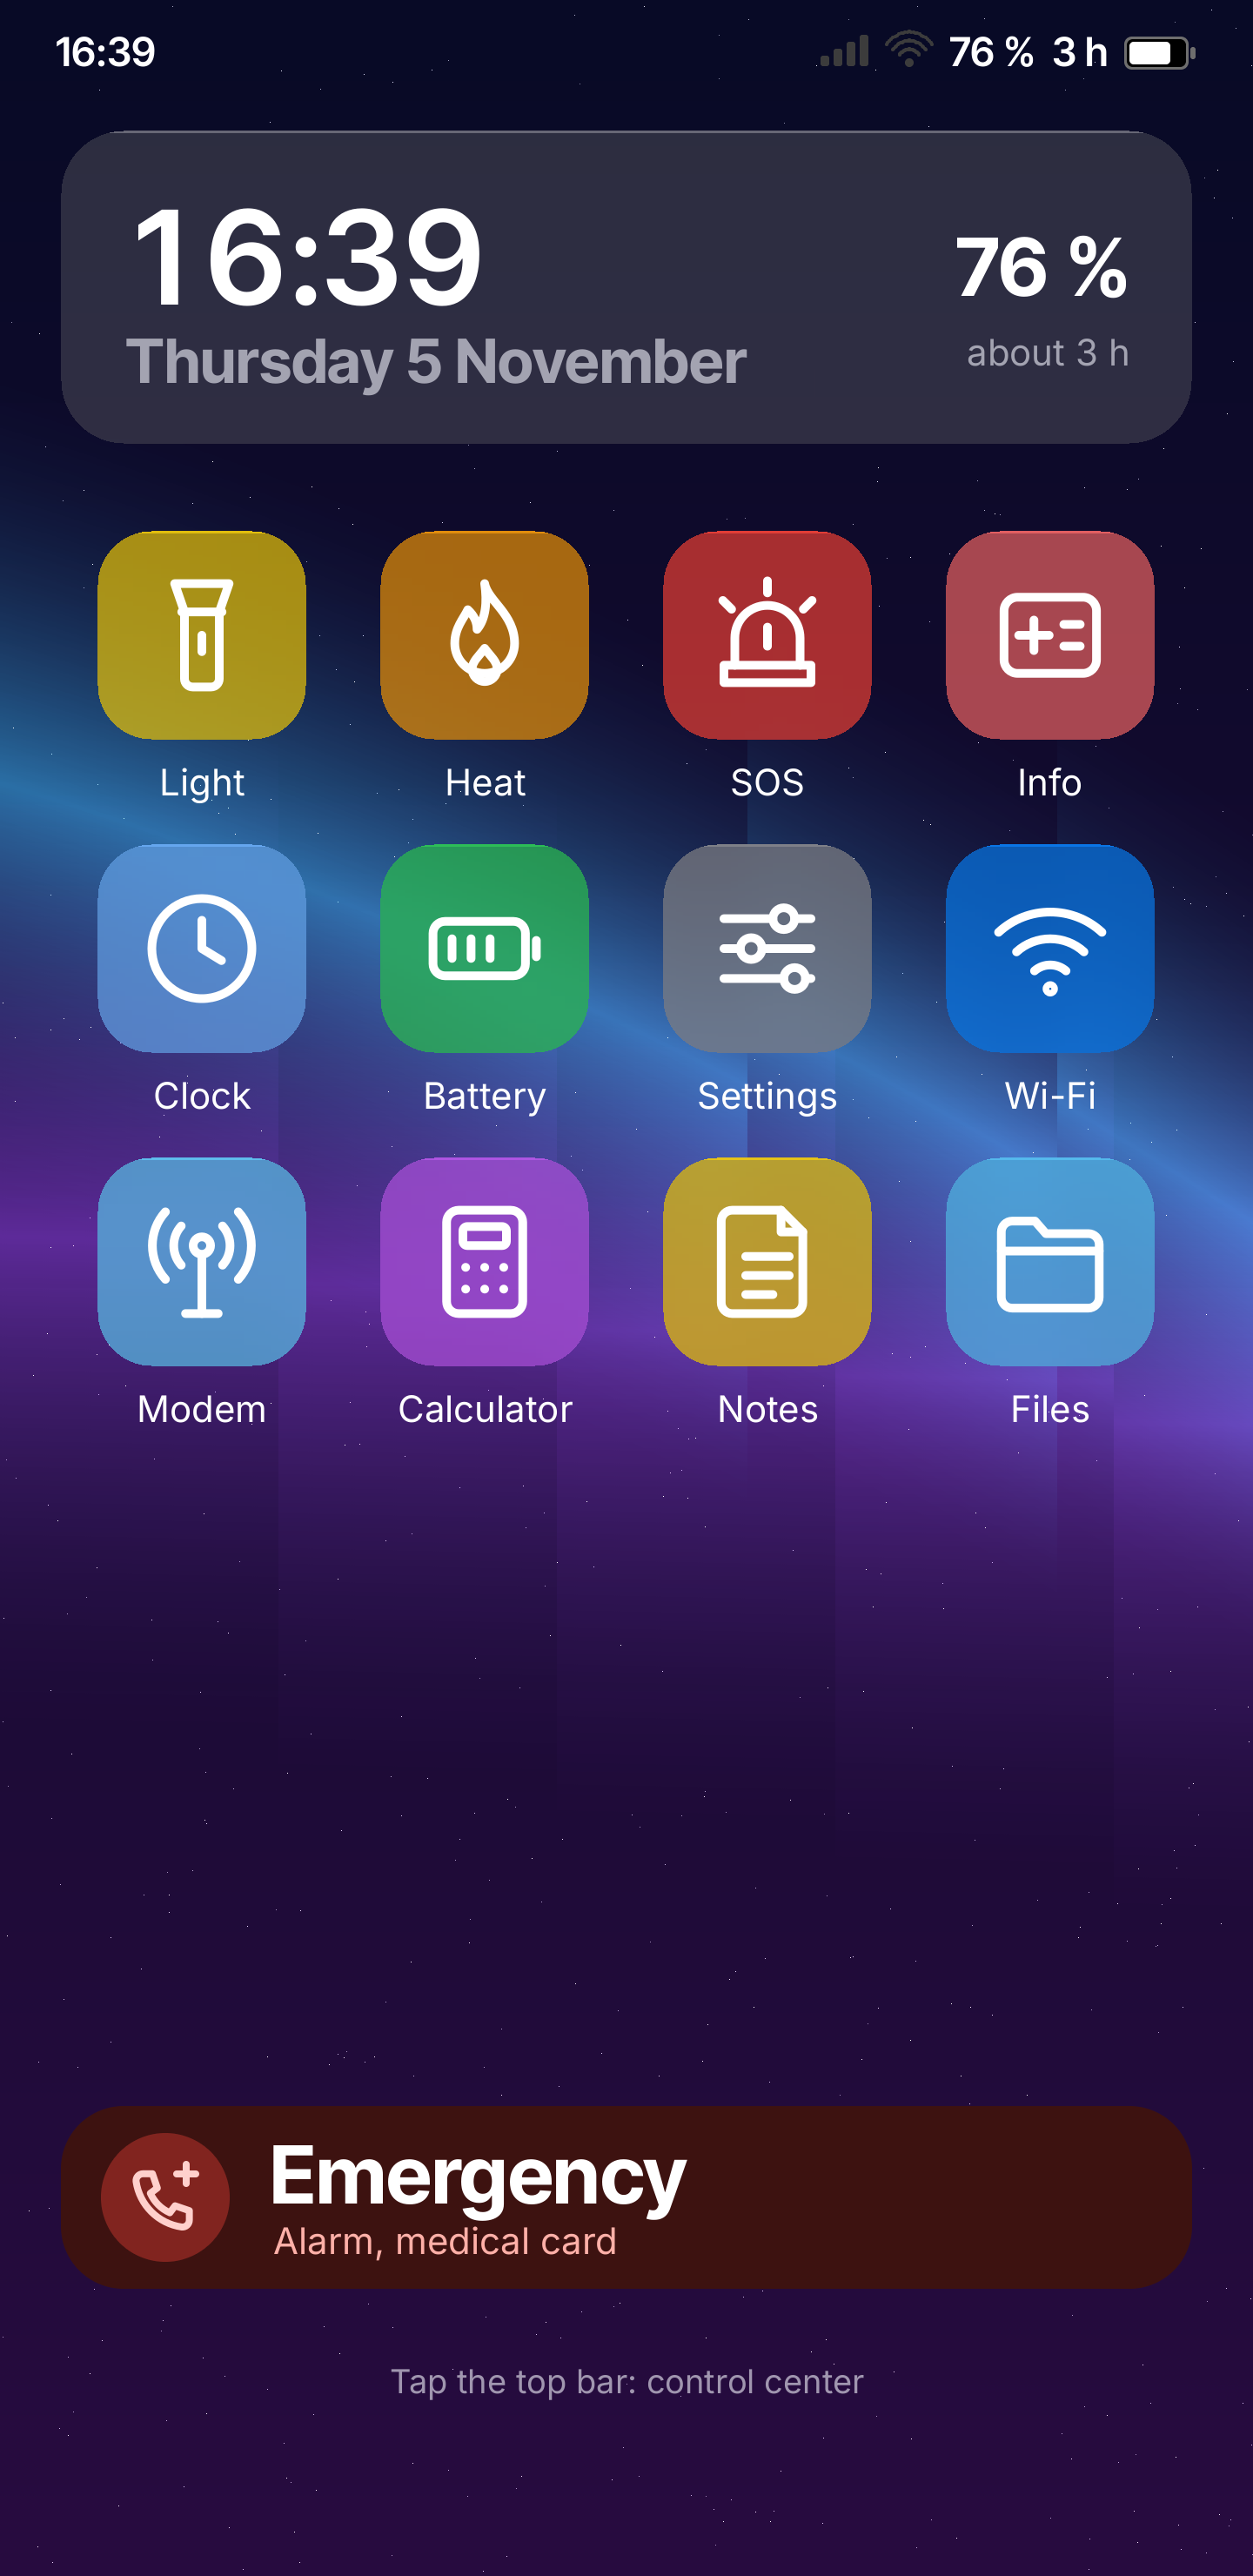 16:39 76 % 3 h
16:39
76 %
Thursday 5 November
about 3 h
Light Heat SOS Info
Clock Battery Settings Wi-Fi
Modem Calculator Notes Files
Emergency
Alarm, medical card
Tap the top bar: control center